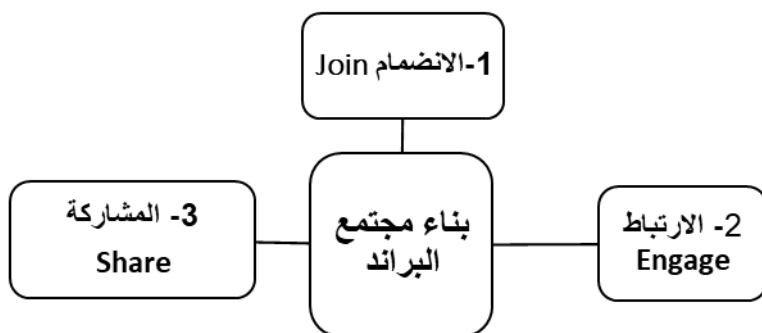 1-الانضمام Join
بناء مجتمع
البراند
2- الارتباط
Engage
3- المشاركة
Share